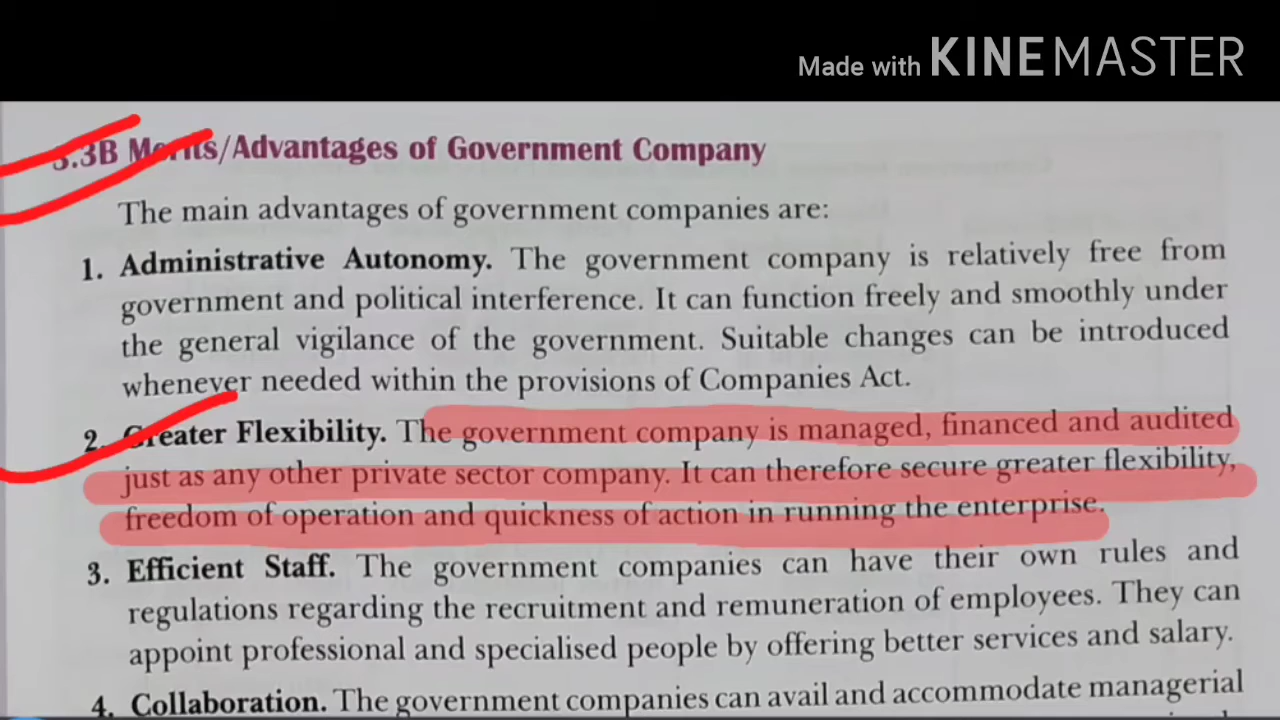 Made with KINEMASTER
5.3B Merits/Advantages of Government Company
The main advantages of government companies are:
1. Administrative Autonomy. The government company is relatively free from
government and political interference. It can function freely and smoothly under
the general vigilance of the government. Suitable changes can be introduced
whenever needed within the provisions of Companies Act.
2. Greater Flexibility. The government company is managed, financed and audited
just as any other private sector company. It can therefore secure greater flexibility,
freedom of operation and quickness of action in running the enterprise.
3. Efficient Staff. The government companies can have their own rules and
regulations regarding the recruitment and remuneration of employees. They can
appoint professional and specialised people by offering better services and salary.
4. Collaboration. The government companies can avail and accommodate managerial